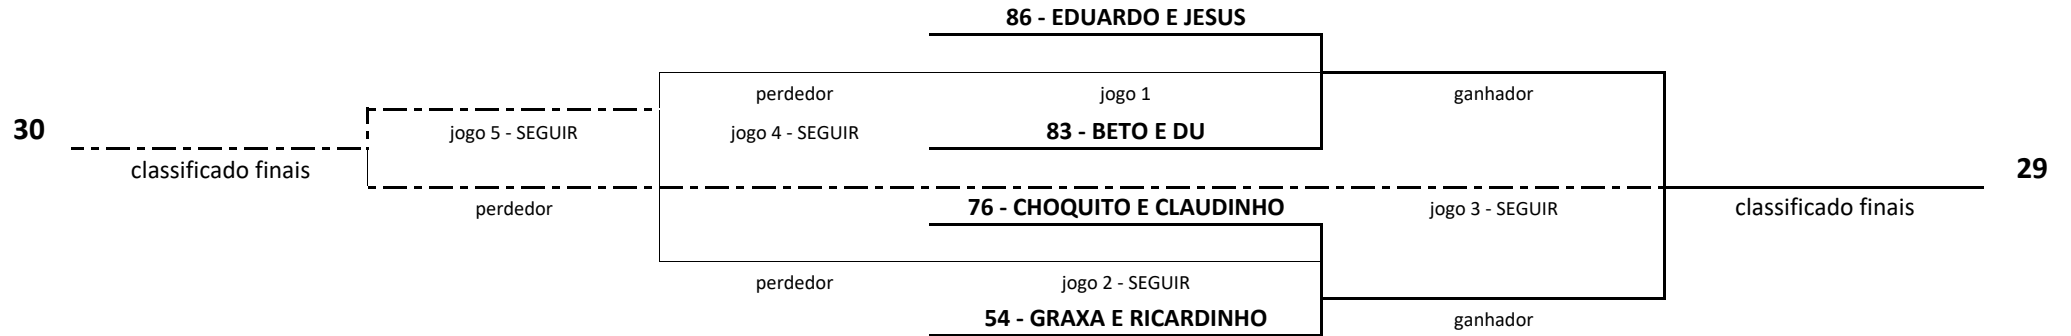 86 - EDUARDO E JESUS
perdedor jogo 1 ganhador
30 jogo 5 - SEGUIR jogo 4 - SEGUIR 83 - BETO E DU
classificado finais 29
perdedor 76 - CHOQUITO E CLAUDINHO jogo 3 - SEGUIR classificado finais
perdedor jogo 2 - SEGUIR
54 - GRAXA E RICARDINHO ganhador